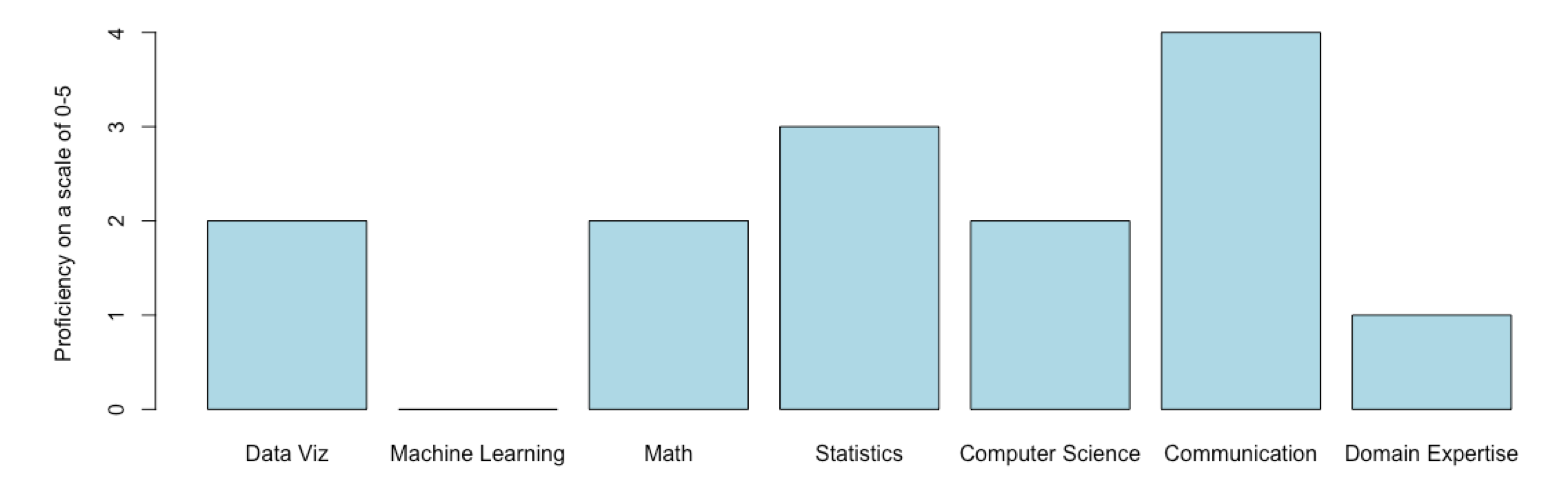 Proficiency on a scale of 0-5
4
3
2
1
0
Data Viz
Machine Learning
Math
Statistics
Computer Science
Communication
Domain Expertise